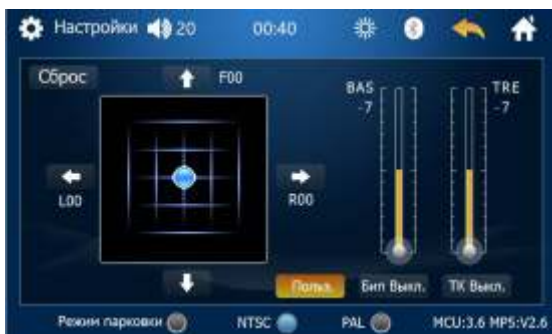 Настройки 20 00:40
Сброс F00
BAS TRE
-7 -7
L00 R00
Польз. Бип Выкл. ТК Выкл.
Режим парковки NTSC PAL MCU:3.6 MP5:V2.6